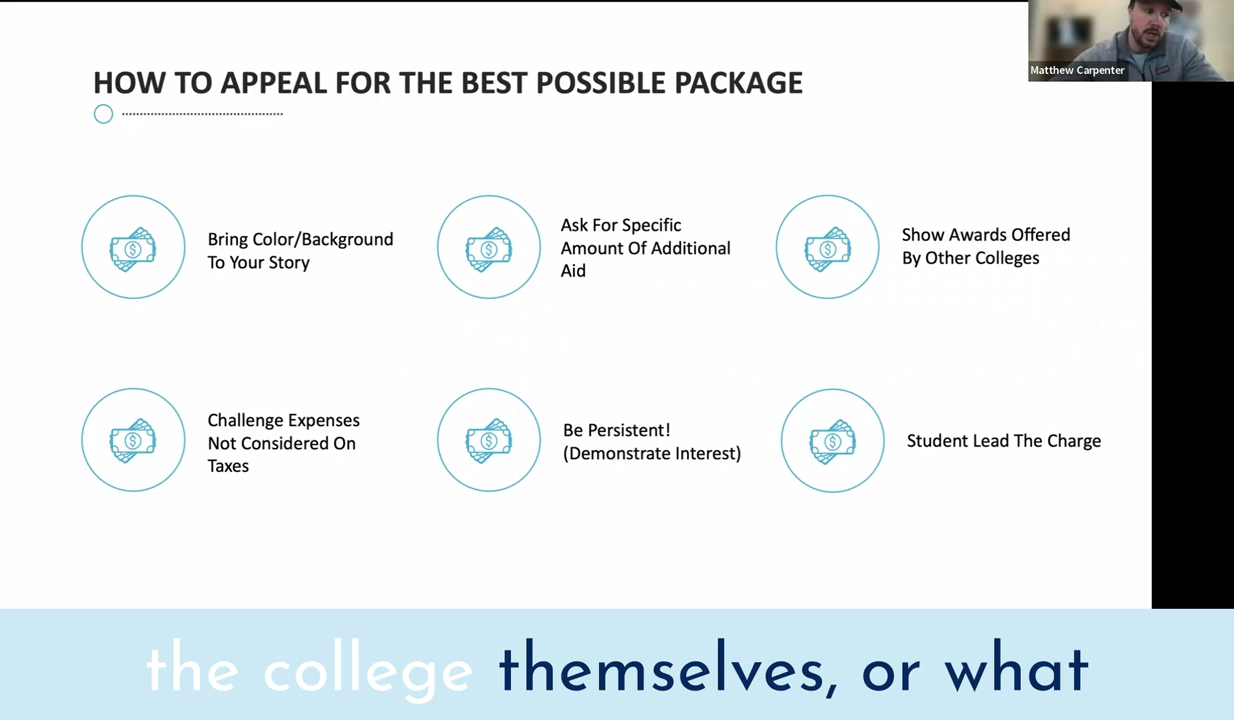 Matthew Carpenter
HOW TO APPEAL FOR THE BEST POSSIBLE PACKAGE
Bring Color/Background
To Your Story
Ask For Specific
Amount Of Additional
Aid
Show Awards Offered
By Other Colleges
Challenge Expenses
Not Considered On
Taxes
Be Persistent!
(Demonstrate Interest)
Student Lead The Charge
the college themselves, or what